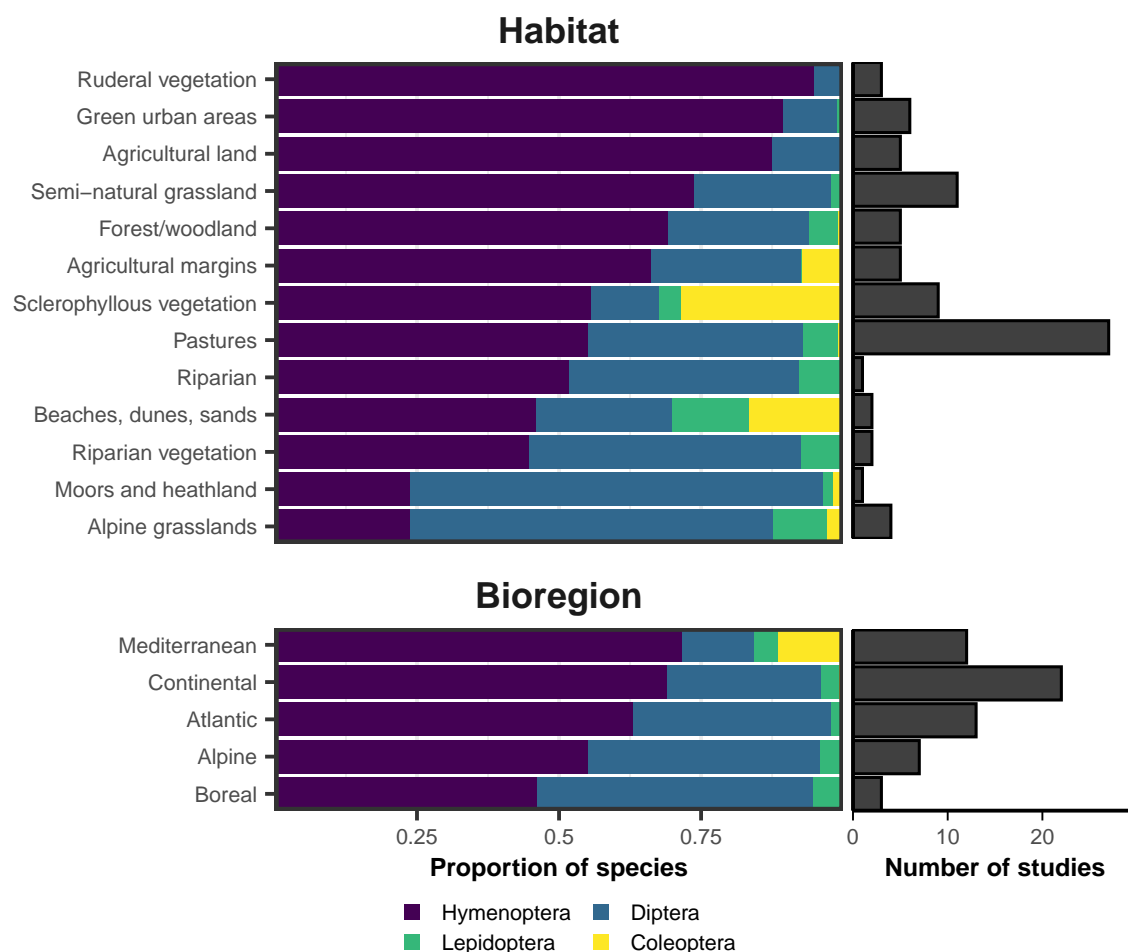 Habitat
Ruderal vegetation
Green urban areas
Agricultural land
Semi−natural grassland
Forest/woodland
Agricultural margins
Sclerophyllous vegetation
Pastures
Riparian
Beaches, dunes, sands
Riparian vegetation
Moors and heathland
Alpine grasslands
Bioregion
Mediterranean
Continental
Atlantic
Alpine
Boreal
0.25 0.5 0.75 0 10 20
Proportion of species Number of studies
Hymenoptera Diptera
Lepidoptera Coleoptera